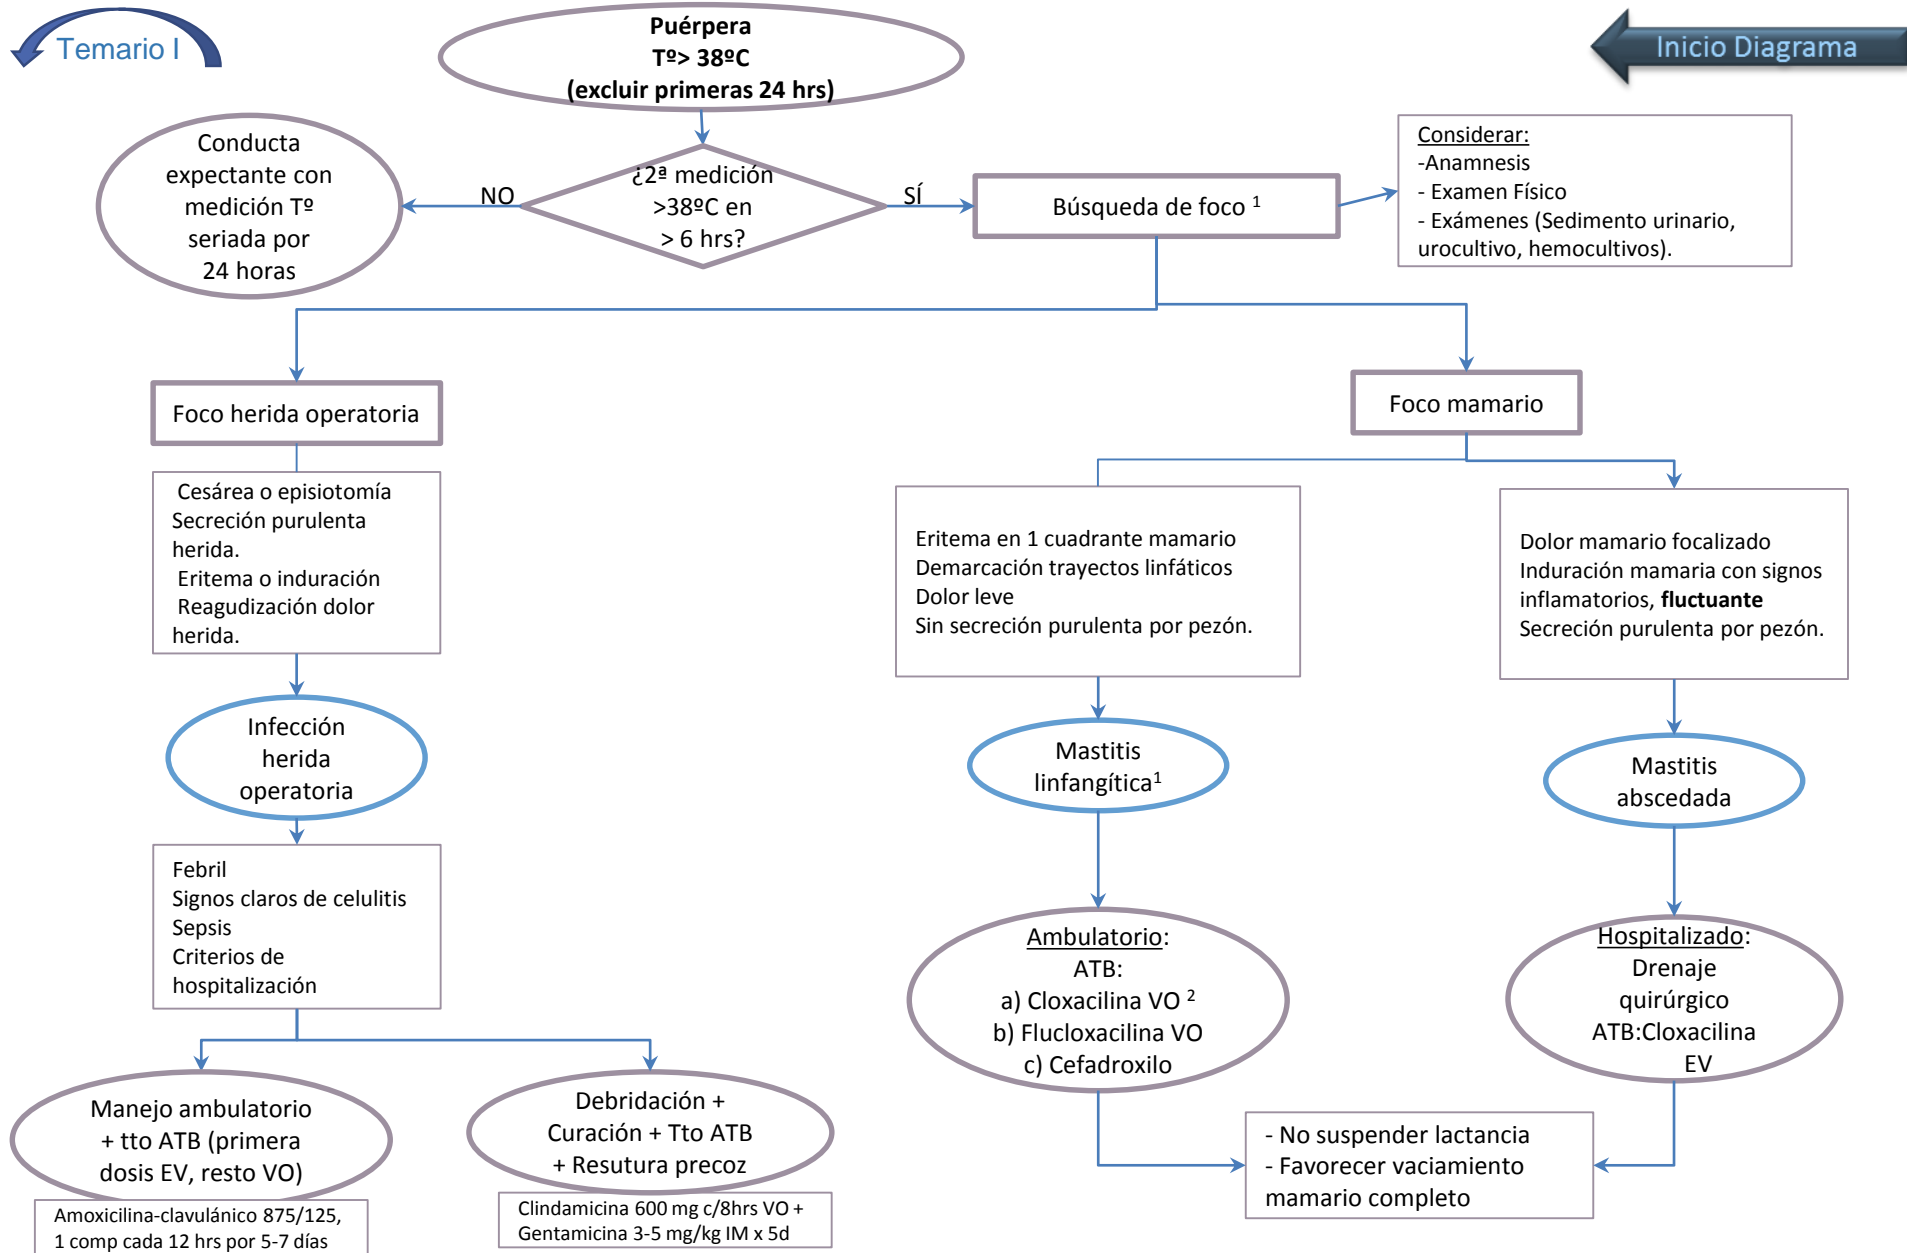 Temario I
Puérpera
Tº> 38ºC
(excluir primeras 24 hrs)
Inicio Diagrama
Conducta
expectante con
medición Tº
seriada por
24 horas
NO
¿2ª medición
>38ºC en
> 6 hrs?
SÍ
Búsqueda de foco 1
Considerar:
-Anamnesis
- Examen Físico
- Exámenes (Sedimento urinario,
urocultivo, hemocultivos).
Foco herida operatoria
Foco mamario
Cesárea o episiotomía
Secreción purulenta
herida.
Eritema o induración
Reagudización dolor
herida.
Eritema en 1 cuadrante mamario
Demarcación trayectos linfáticos
Dolor leve
Sin secreción purulenta por pezón.
Dolor mamario focalizado
Induración mamaria con signos
inflamatorios, fluctuante
Secreción purulenta por pezón.
Infección
herida
operatoria
Mastitis
linfangítica1
Mastitis
abscedada
Febril
Signos claros de celulitis
Sepsis
Criterios de
hospitalización
Ambulatorio:
ATB:
a) Cloxacilina VO 2
b) Flucloxacilina VO
c) Cefadroxilo
Hospitalizado:
Drenaje
quirúrgico
ATB:Cloxacilina
EV
Manejo ambulatorio
+ tto ATB (primera
dosis EV, resto VO)
Debridación +
Curación + Tto ATB
+ Resutura precoz
- No suspender lactancia
- Favorecer vaciamiento
mamario completo
Amoxicilina-clavulánico 875/125,
1 comp cada 12 hrs por 5-7 días
Clindamicina 600 mg c/8hrs VO +
Gentamicina 3-5 mg/kg IM x 5d